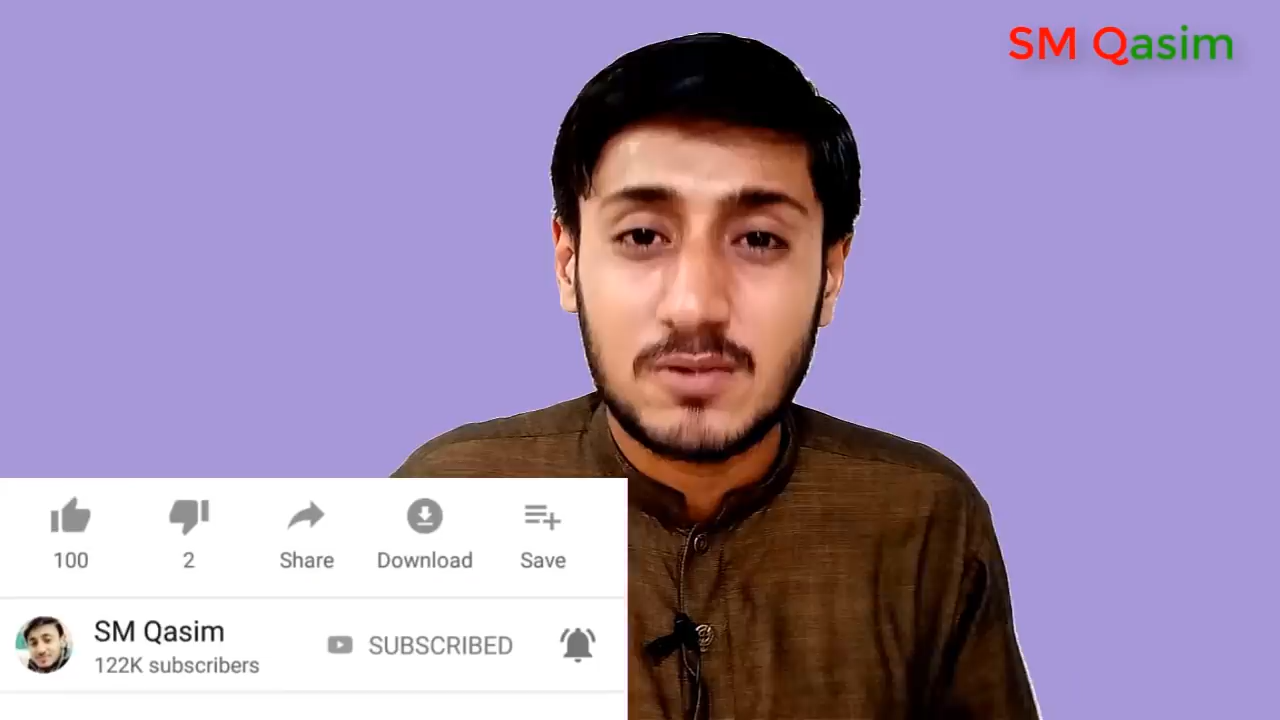 SM Qasim
100
2
Share
Download
Save
SM Qasim
SUBSCRIBED
122K subscribers